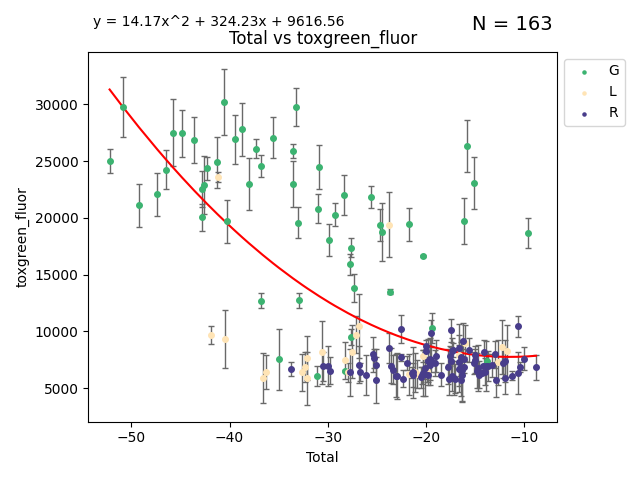 y = 14.17x^2 + 324.23x + 9616.56
N = 163
Total vs toxgreen_fluor
G
L
R
toxgreen_fluor
30000
25000
20000
15000
10000
5000
−50 −40 −30 −20 −10
Total